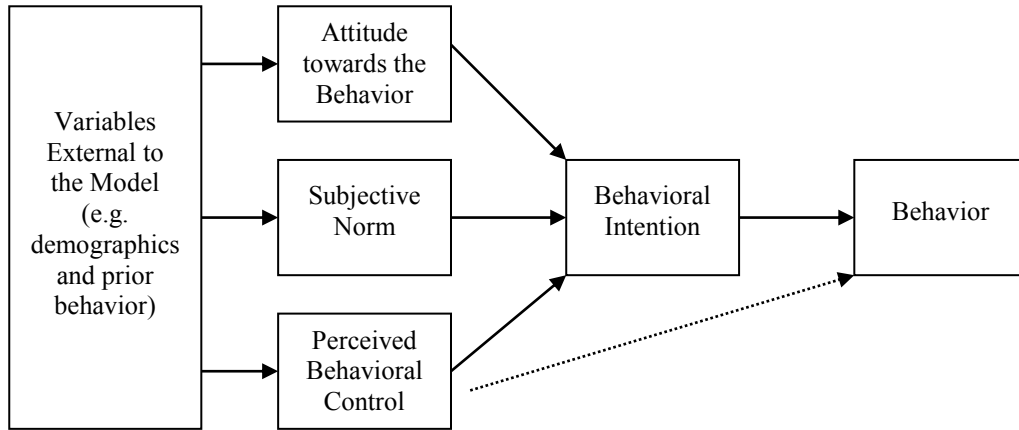 Variables
External to
the Model
(e.g.
demographics
and prior
behavior)
Attitude
towards the
Behavior
Subjective
Norm
Perceived
Behavioral
Control
Behavioral
Intention
Behavior